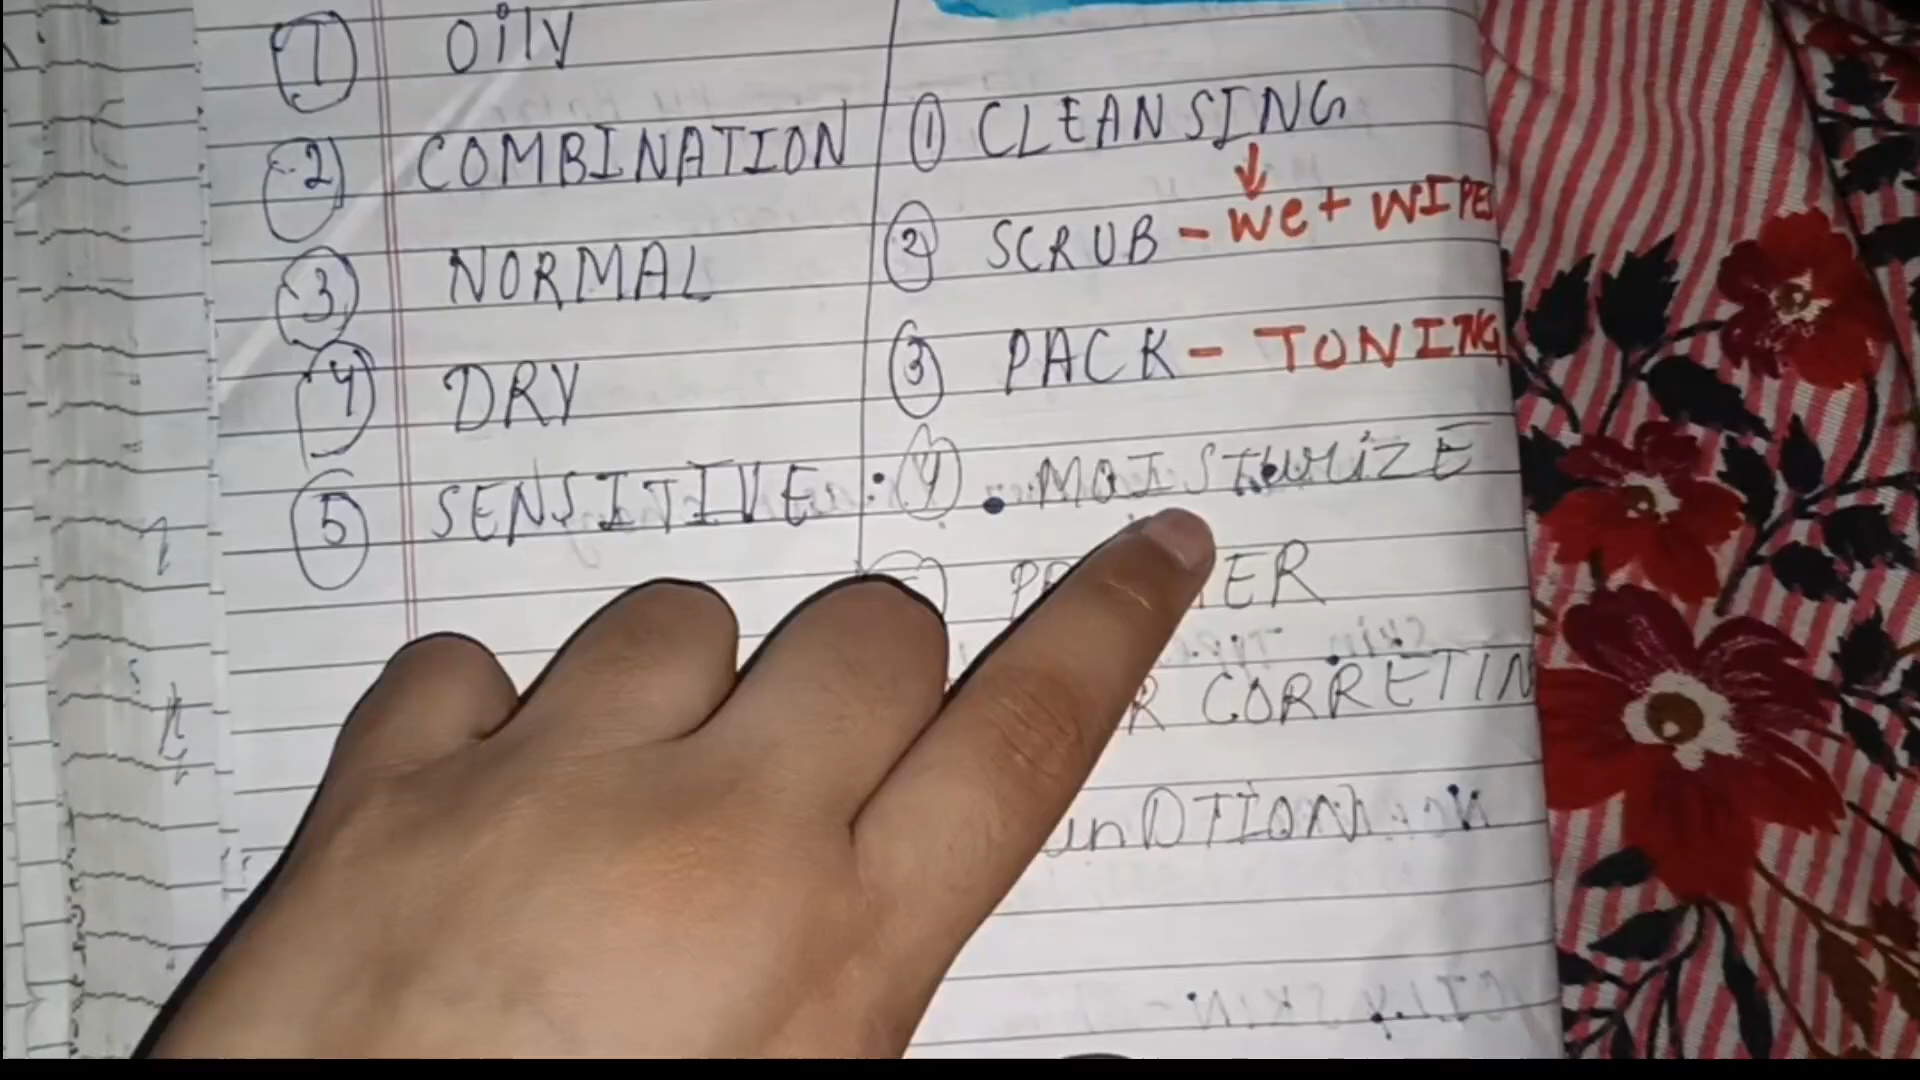 1 Oily
2 COMBINATION
3 NORMAL
4 DRY
5 SENSITIVE
1 CLEANSING
2 SCRUB - Wet WIPES
3 PACK - TONING
4 MOISTurIZE
CORRETIN